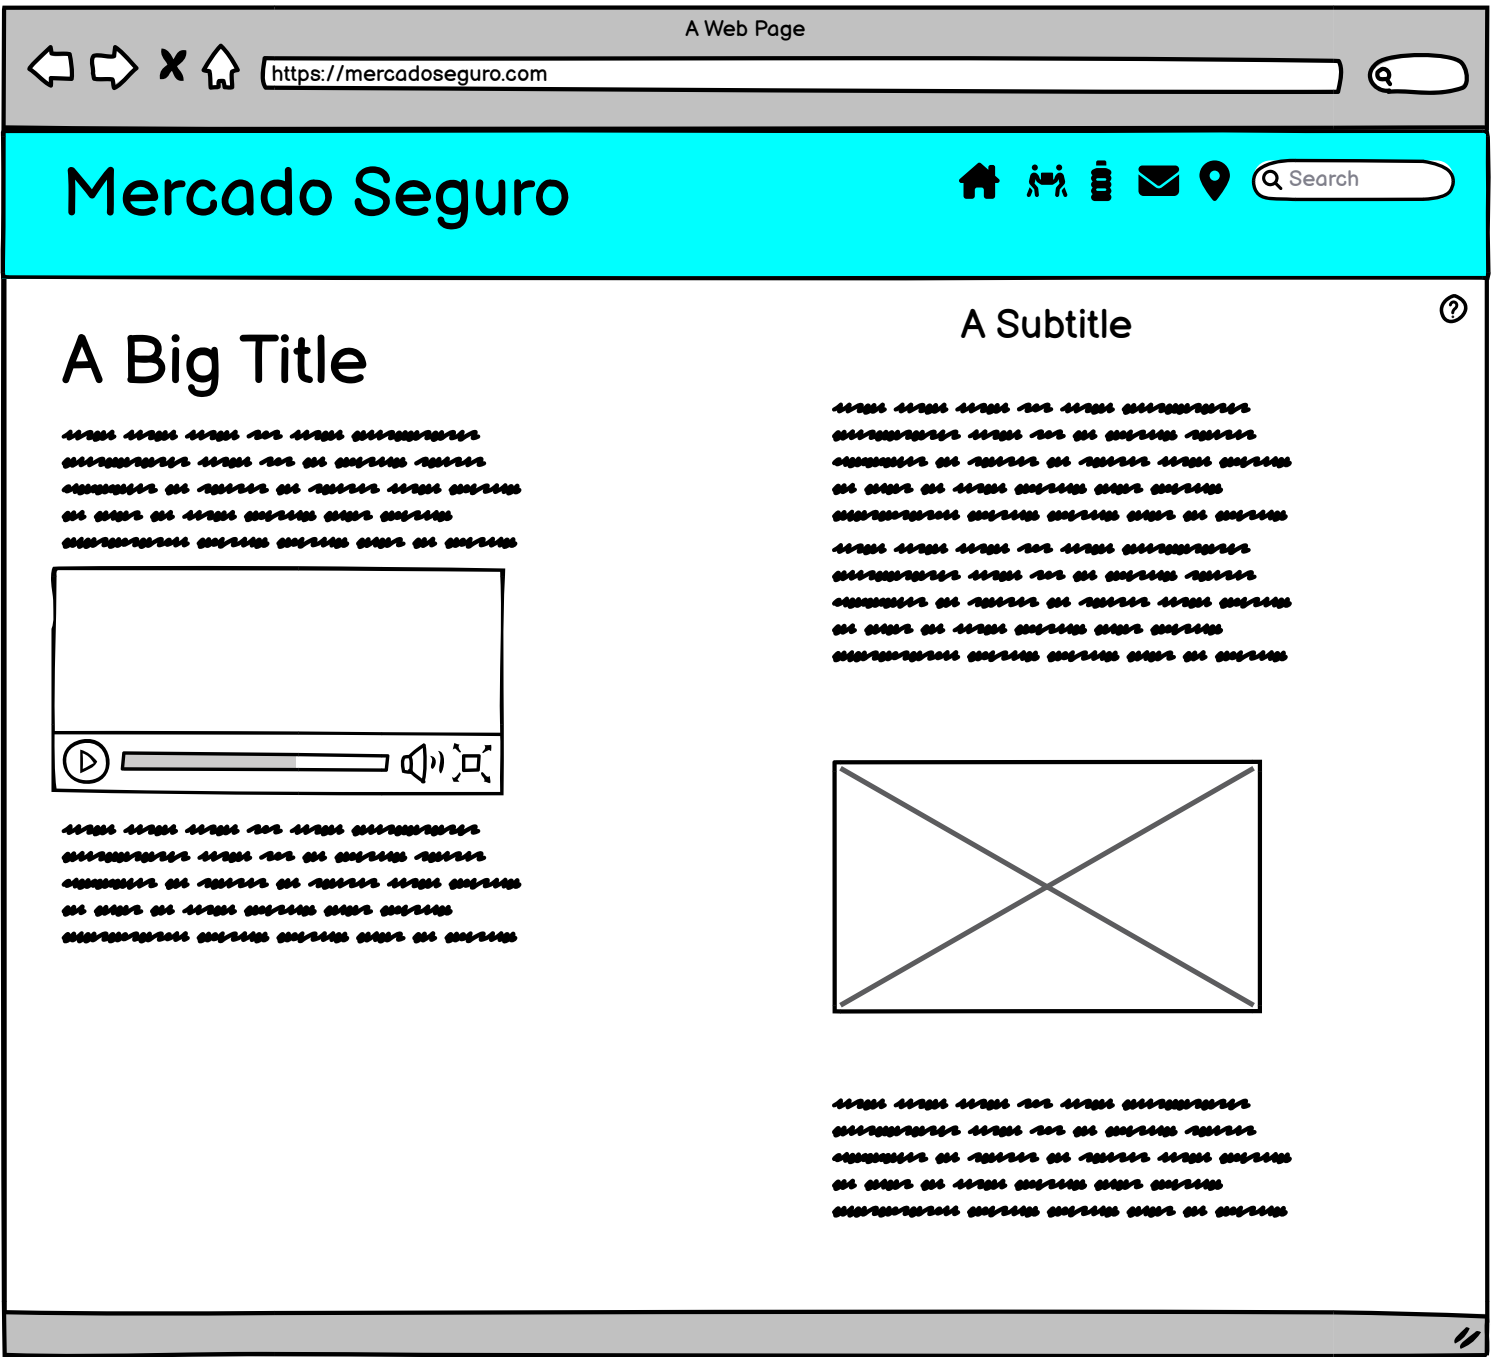 A Web Page
https://mercadoseguro.com
Mercado Seguro
Search
A Big Title
A Subtitle
?